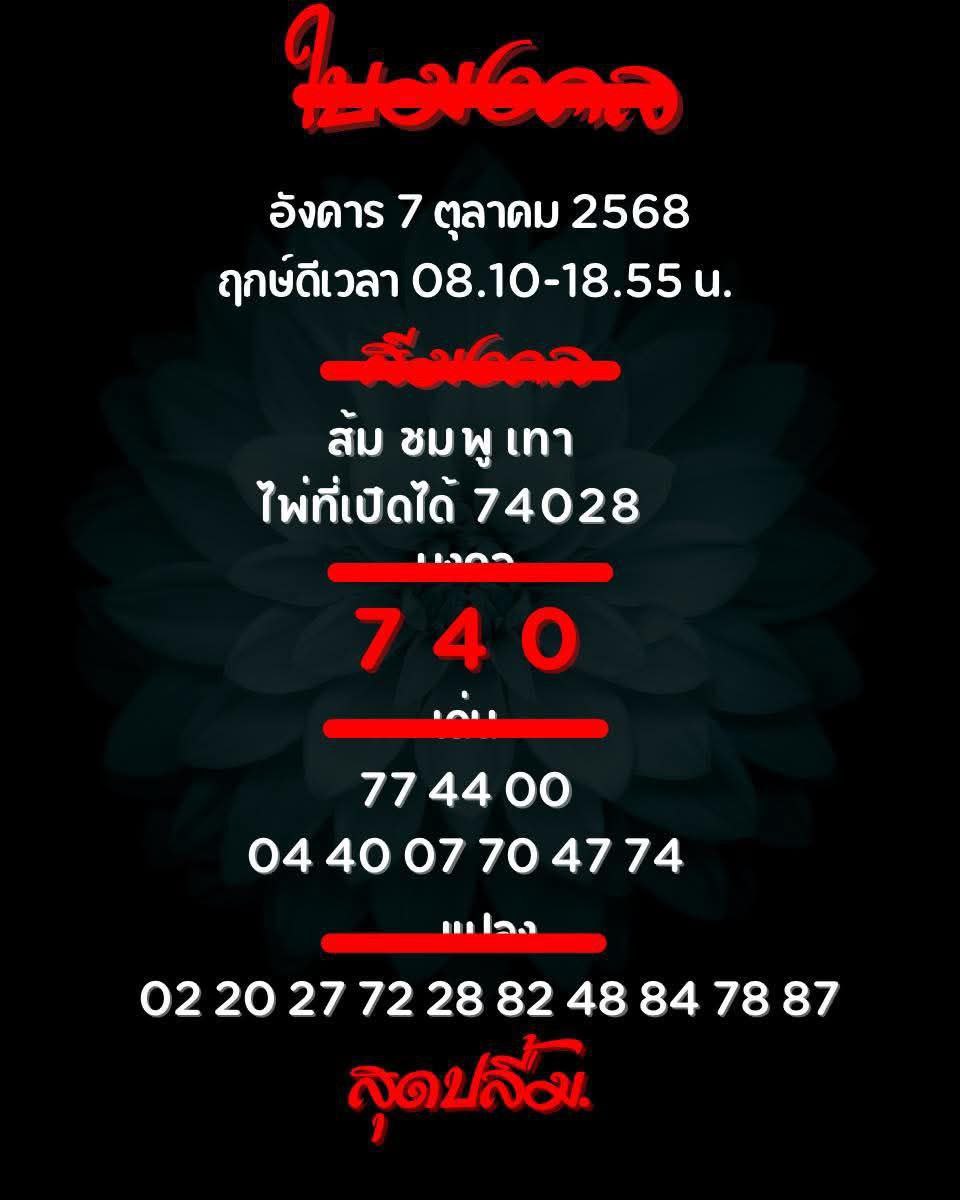 ใบมงคล
อังคาร 7 ตุลาคม 2568
ฤกษ์ดีเวลา 08.10-18.55 น.
สีมงคล
ส้ม ชมพู เทา
ไพ่ที่เปิดได้ 74028
มงคล
7 4 0
เด่น
77 44 00
04 40 07 70 47 74
แปลง
02 20 27 72 28 82 48 84 78 87
สุดปลื้ม.